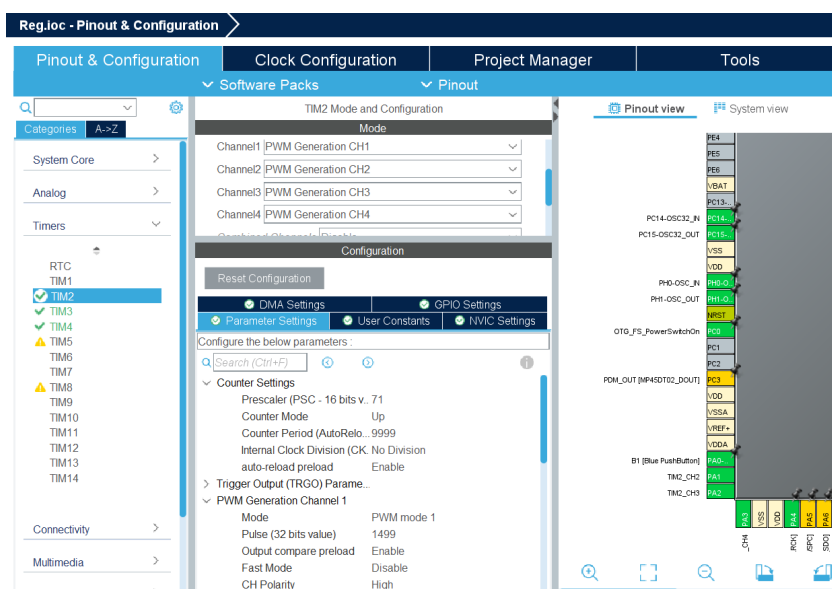 Reg.ioc - Pinout & Configuration
Pinout & Configuration
Clock Configuration
Project Manager
Tools
Software Packs
Pinout
Categories
A->Z
System Core
Analog
Timers
RTC
TIM1
TIM2
TIM3
TIM4
TIM5
TIM6
TIM7
TIM8
TIM9
TIM10
TIM11
TIM12
TIM13
TIM14
Connectivity
Multimedia
TIM2 Mode and Configuration
Mode
Channel1 PWM Generation CH1
Channel2 PWM Generation CH2
Channel3 PWM Generation CH3
Channel4 PWM Generation CH4
Combined Channels Disable
Configuration
Reset Configuration
DMA Settings
GPIO Settings
Parameter Settings
User Constants
NVIC Settings
Configure the below parameters :
Search (Ctrl+F)
Counter Settings
Prescaler (PSC - 16 bits v.. 71
Counter Mode Up
Counter Period (AutoRelo... 9999
Internal Clock Division (CK. No Division
auto-reload preload Enable
Trigger Output (TRGO) Parame...
PWM Generation Channel 1
Mode PWM mode 1
Pulse (32 bits value) 1499
Output compare preload Enable
Fast Mode Disable
CH Polarity High
Pinout view
System view
PE4
PE5
PE6
VBAT
PC13-..
PC14-OSC32_IN PC14-..
PC15-OSC32_OUT PC15-..
VSS
VDD
PH0-OSC_IN PH0-O..
PH1-OSC_OUT PH1-O..
NRST
OTG_FS_PowerSwitchOn PC0
PC1
PC2
PDM_OUT [MP45DT02_DOUT] PC3
VDD
VSSA
VREF+
VDDA
B1 [Blue PushButton] PA0-..
TIM2_CH2 PA1
TIM2_CH3 PA2
PA3
VSS
VDD
PA4
PA5
PA6
_CH4
.RCK]
/SPC]
SDO]